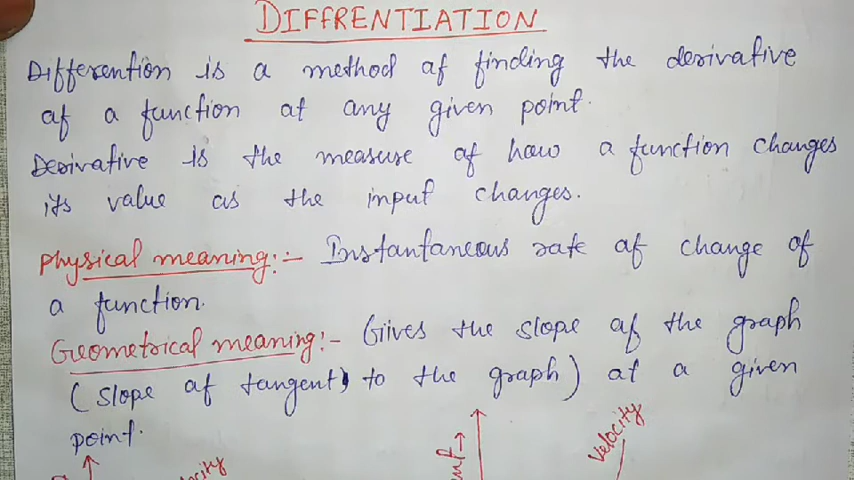 DIFFRENTIATION
Differention is a method of finding the derivative
of a function at any given point.
Derivative is the measure of how a function changes
its value as the input changes.
Physical meaning:- Instantaneous rate of change of
a function.
Geometrical meaning:- Gives the slope of the graph
(slope of tangent) to the graph) at a given
point.
Velocity